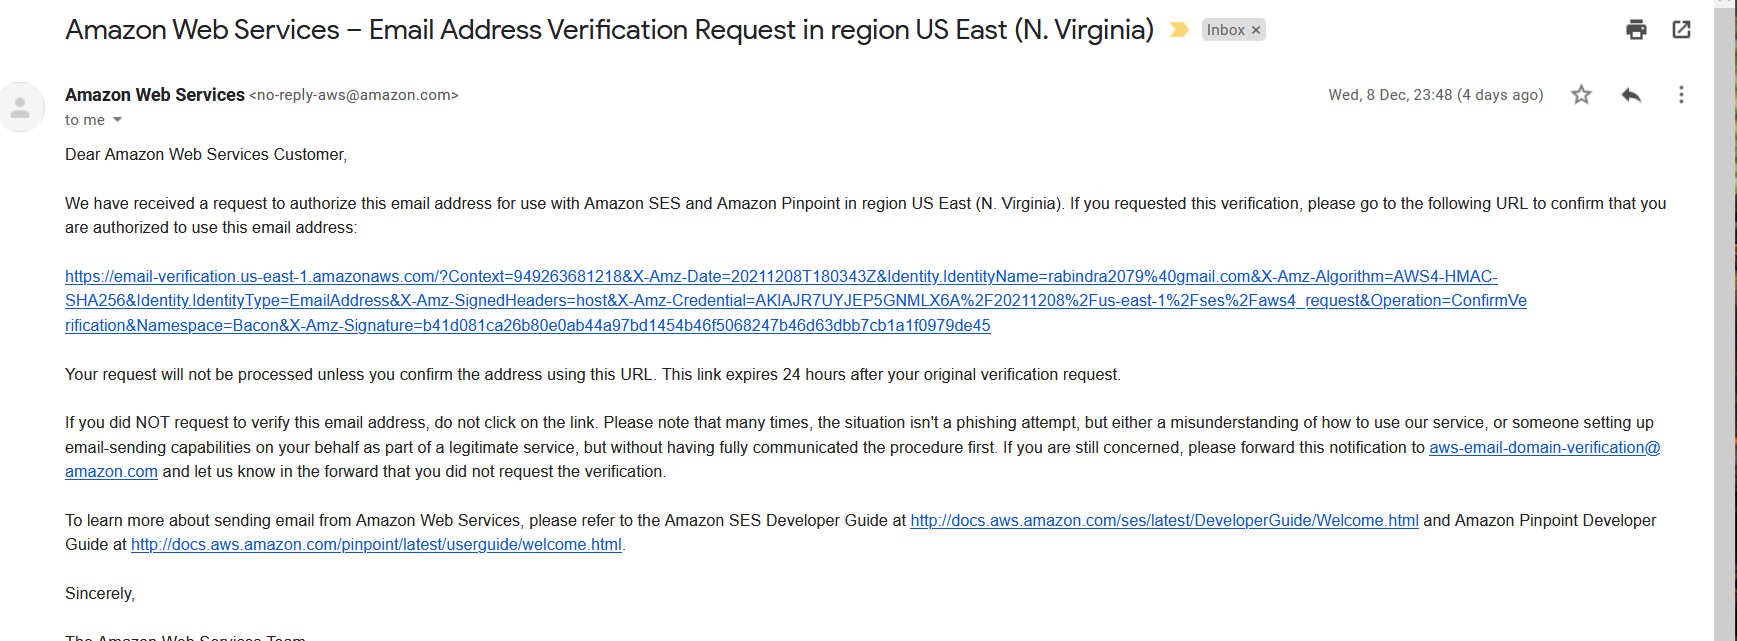 Amazon Web Services – Email Address Verification Request in region US East (N. Virginia) Inbox ×
Amazon Web Services <no-reply-aws@amazon.com> Wed, 8 Dec, 23:48 (4 days ago)
to me
Dear Amazon Web Services Customer,
We have received a request to authorize this email address for use with Amazon SES and Amazon Pinpoint in region US East (N. Virginia). If you requested this verification, please go to the following URL to confirm that you
are authorized to use this email address:
https://email-verification.us-east-1.amazonaws.com/?Context=949263681218&X-Amz-Date=20211208T180343Z&Identity.IdentityName=rabindra2079%40gmail.com&X-Amz-Algorithm=AWS4-HMAC-
SHA256&Identity.IdentityType=EmailAddress&X-Amz-SignedHeaders=host&X-Amz-Credential=AKIAJR7UYJEP5GNMLX6A%2F20211208%2Fus-east-1%2Fses%2Faws4_request&Operation=ConfirmVe
rification&Namespace=Bacon&X-Amz-Signature=b41d081ca26b80e0ab44a97bd1454b46f5068247b46d63dbb7cb1a1f0979de45
Your request will not be processed unless you confirm the address using this URL. This link expires 24 hours after your original verification request.
If you did NOT request to verify this email address, do not click on the link. Please note that many times, the situation isn't a phishing attempt, but either a misunderstanding of how to use our service, or someone setting up
email-sending capabilities on your behalf as part of a legitimate service, but without having fully communicated the procedure first. If you are still concerned, please forward this notification to aws-email-domain-verification@
amazon.com and let us know in the forward that you did not request the verification.
To learn more about sending email from Amazon Web Services, please refer to the Amazon SES Developer Guide at http://docs.aws.amazon.com/ses/latest/DeveloperGuide/Welcome.html and Amazon Pinpoint Developer
Guide at http://docs.aws.amazon.com/pinpoint/latest/userguide/welcome.html.
Sincerely,
The Amazon Web Services Team